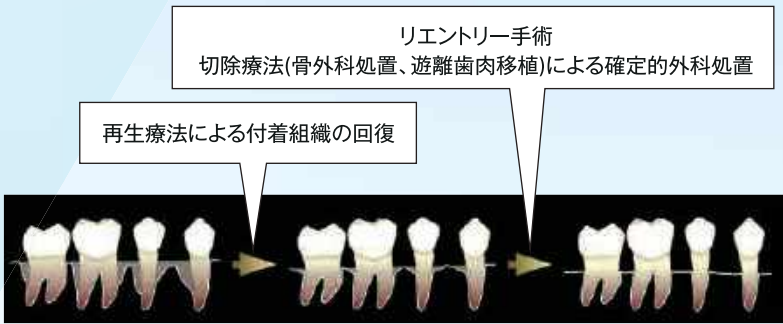 リエントリー手術
切除療法(骨外科処置、遊離歯肉移植)による確定的外科処置
再生療法による付着組織の回復